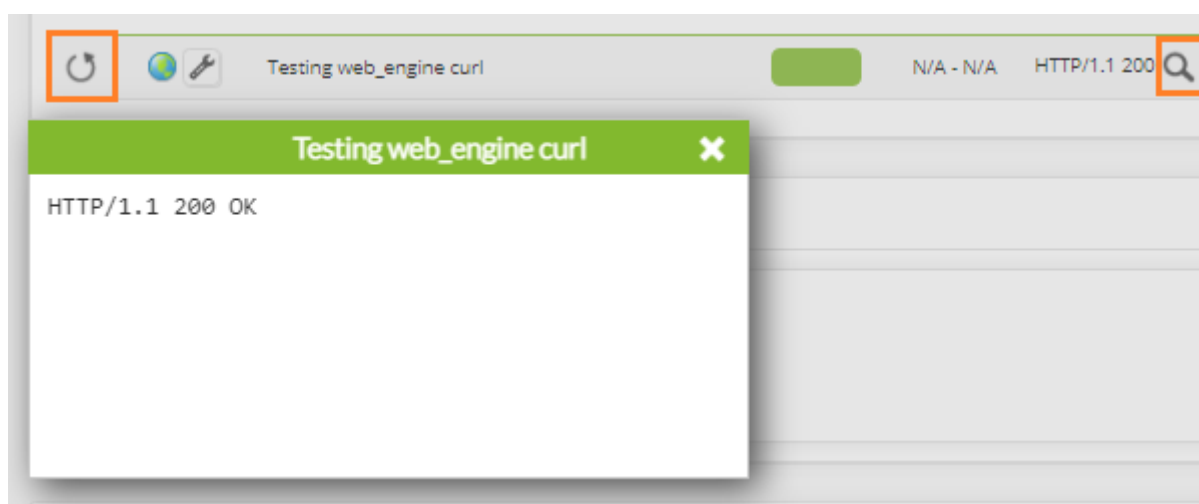 Testing web_engine curl N/A - N/A HTTP/1.1 200
Testing web_engine curl
HTTP/1.1 200 OK